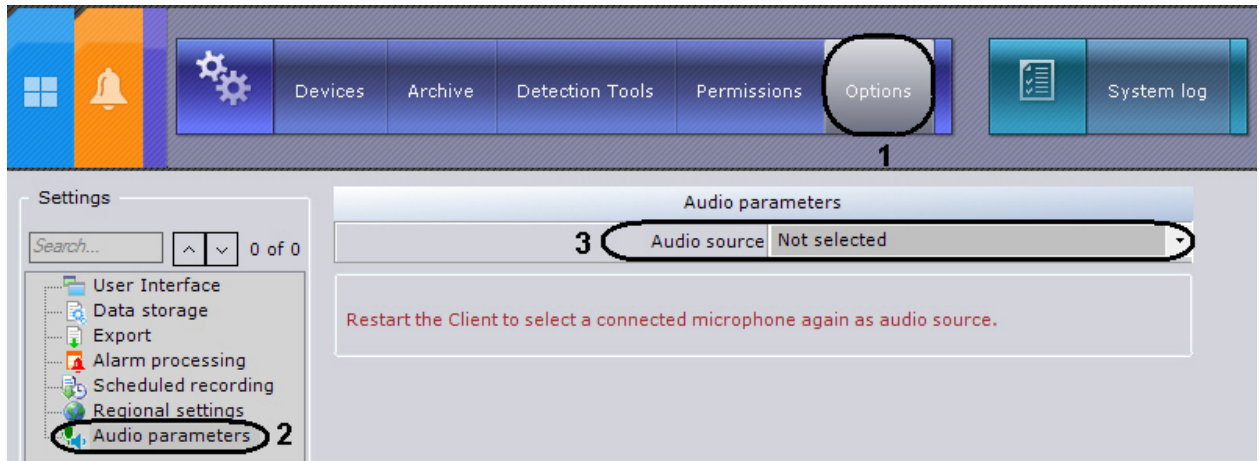 Devices Archive Detection Tools Permissions Options System log
1
Settings
Audio parameters
Search... 0 of 0
3 Audio source Not selected
User Interface
Data storage
Restart the Client to select a connected microphone again as audio source.
Export
Alarm processing
Scheduled recording
Regional settings
Audio parameters 2